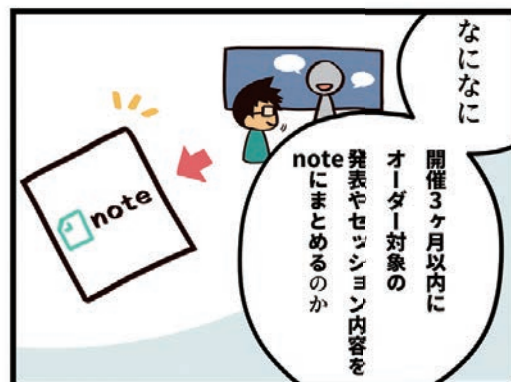 なになに
開催3ヶ月以内に
オーダー対象の
発表やセッション内容を
noteにまとめるのか
note